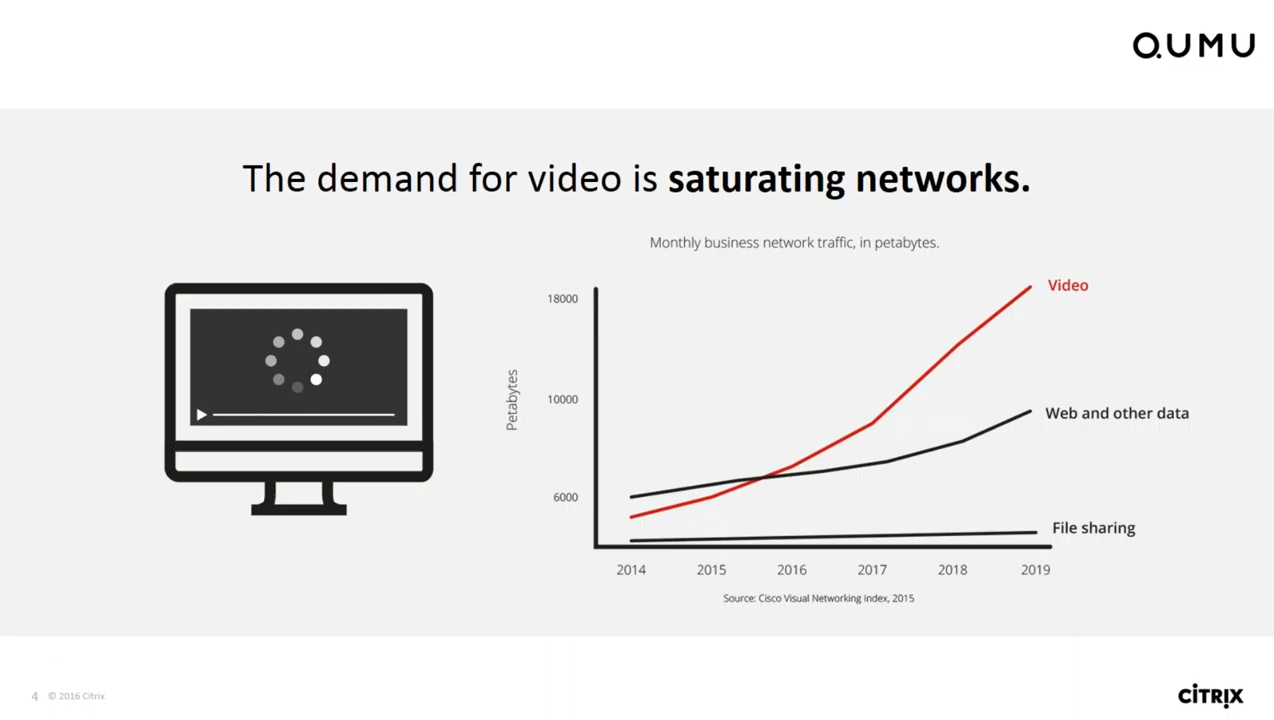 QUMU
The demand for video is saturating networks.
Monthly business network traffic, in petabytes.
18000
10000
6000
Petabytes
Video
Web and other data
File sharing
2014 2015 2016 2017 2018 2019
Source: Cisco Visual Networking Index, 2015
4 © 2016 Citrix
CITRIX